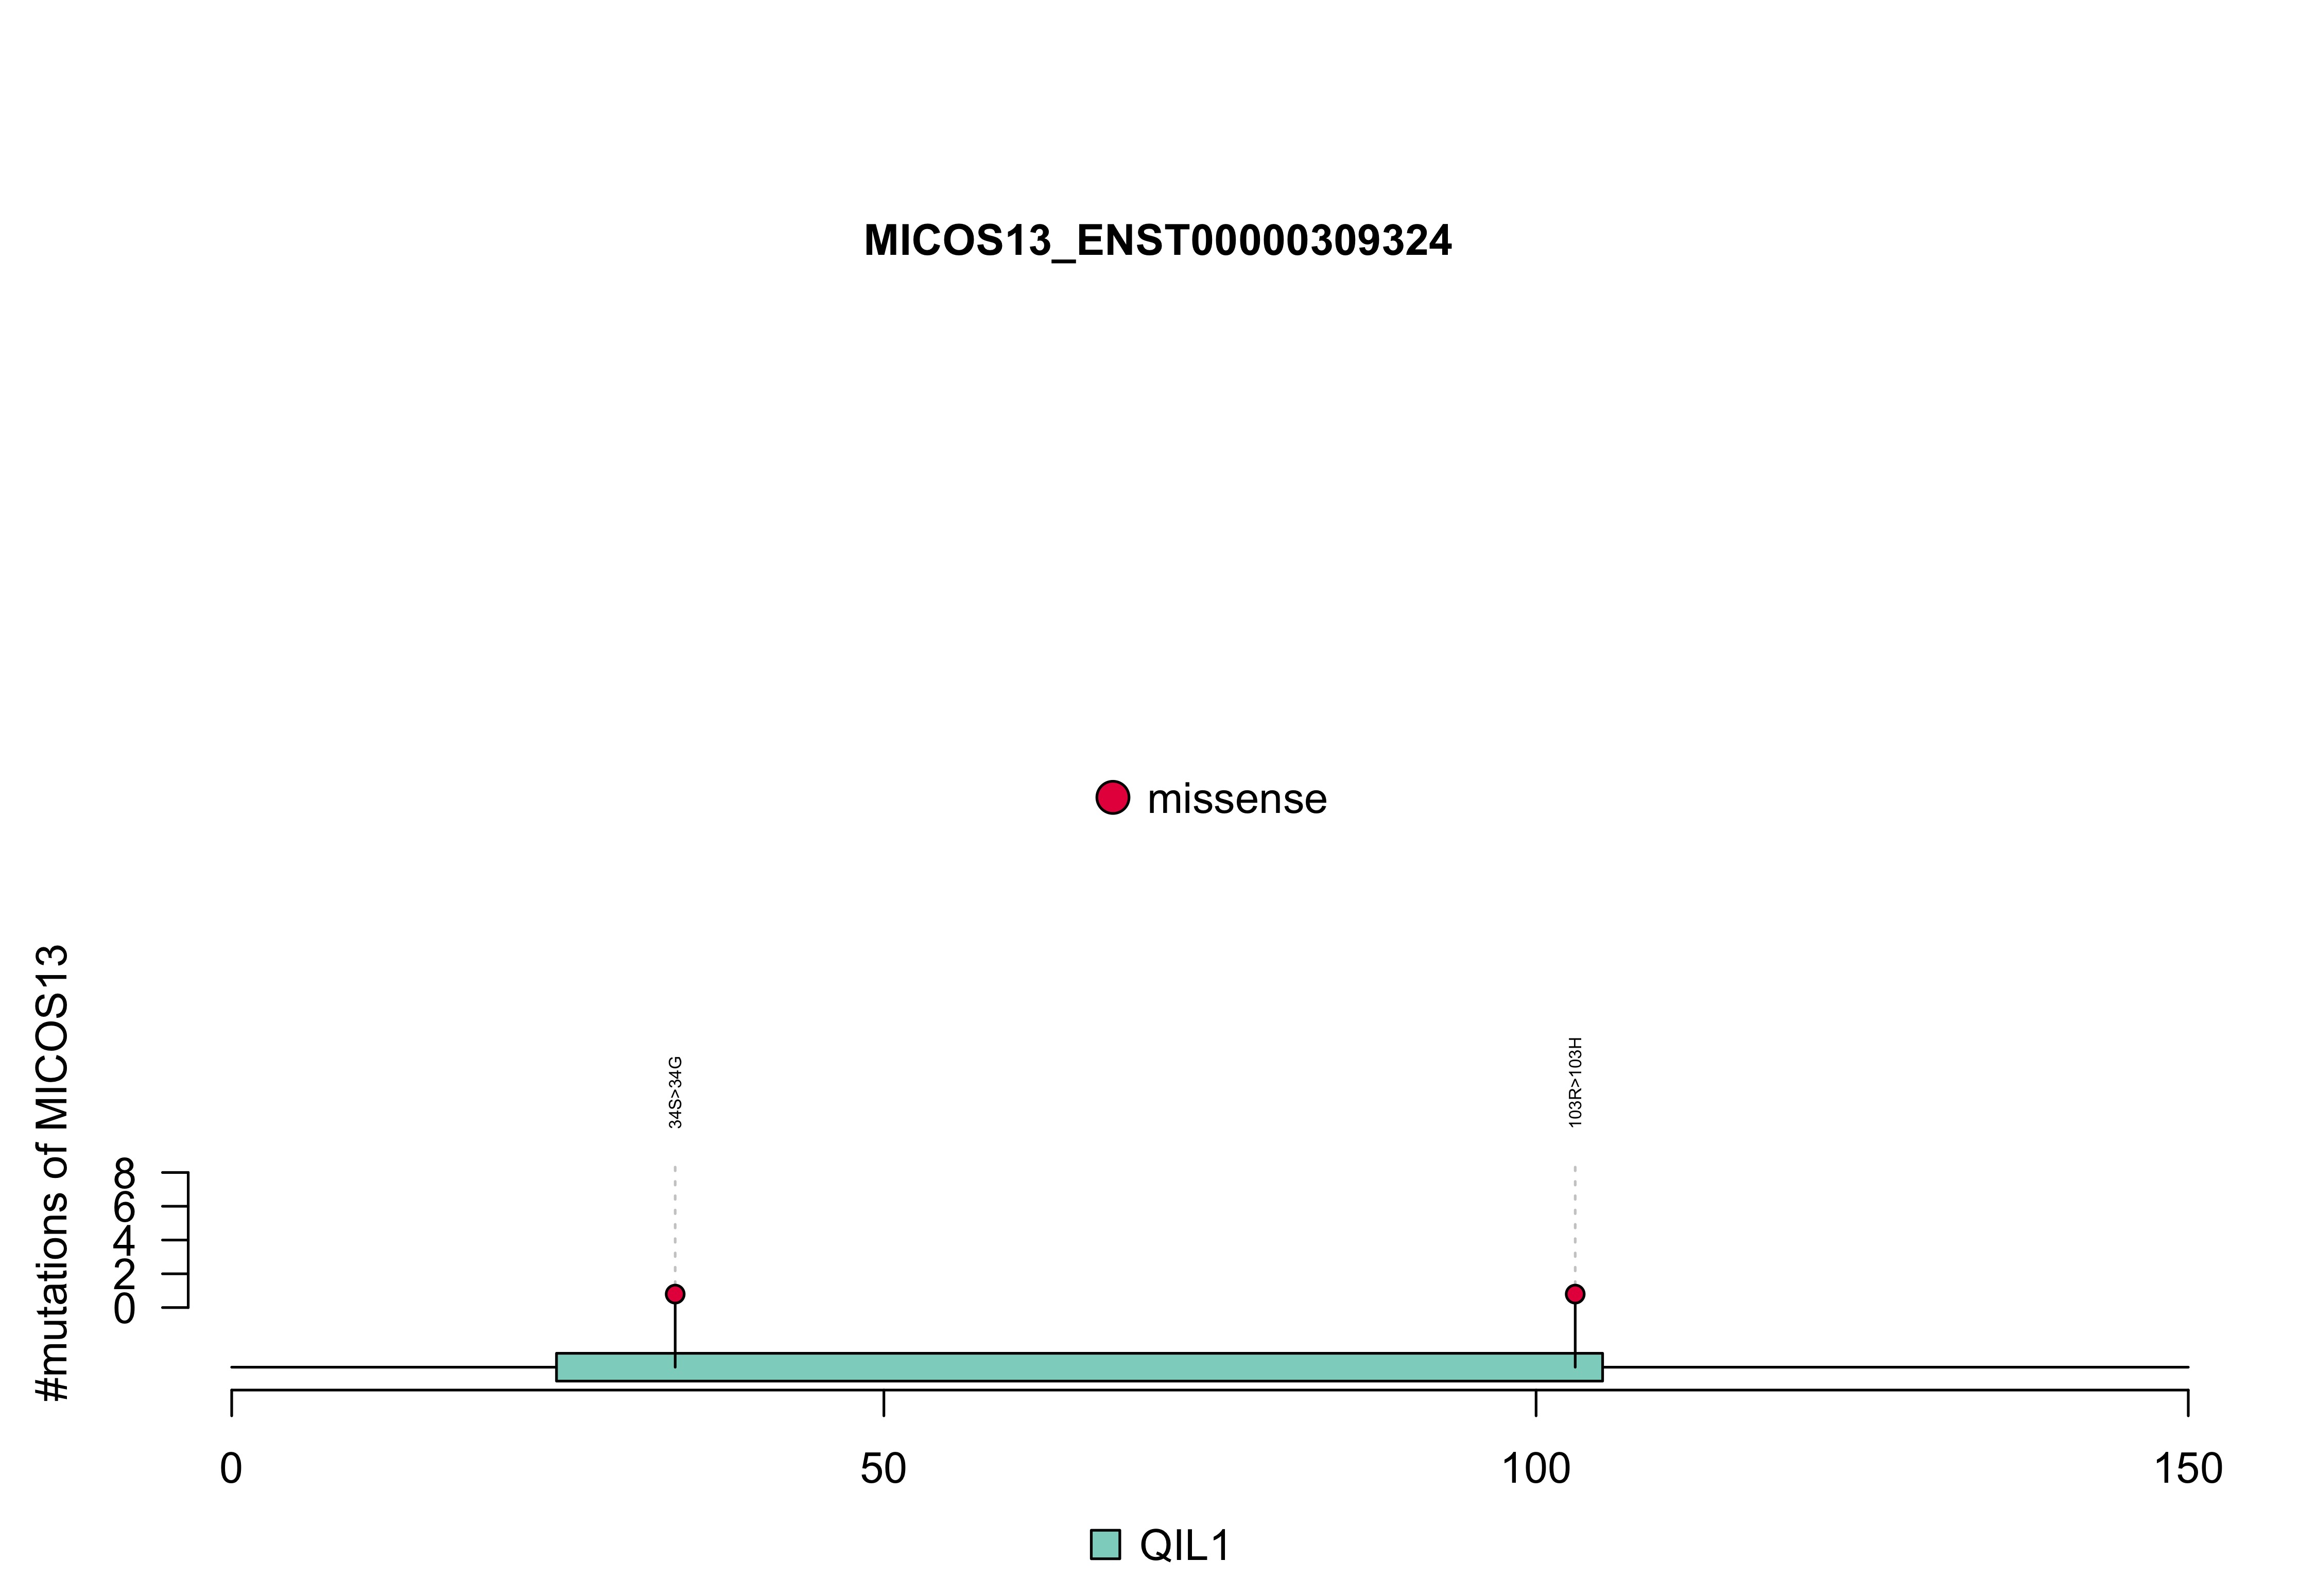 MICOS13_ENST00000309324
missense
#mutations of MICOS13
34S>34G
103R>103H
8
6
4
2
0
0 50 100 150
QIL1